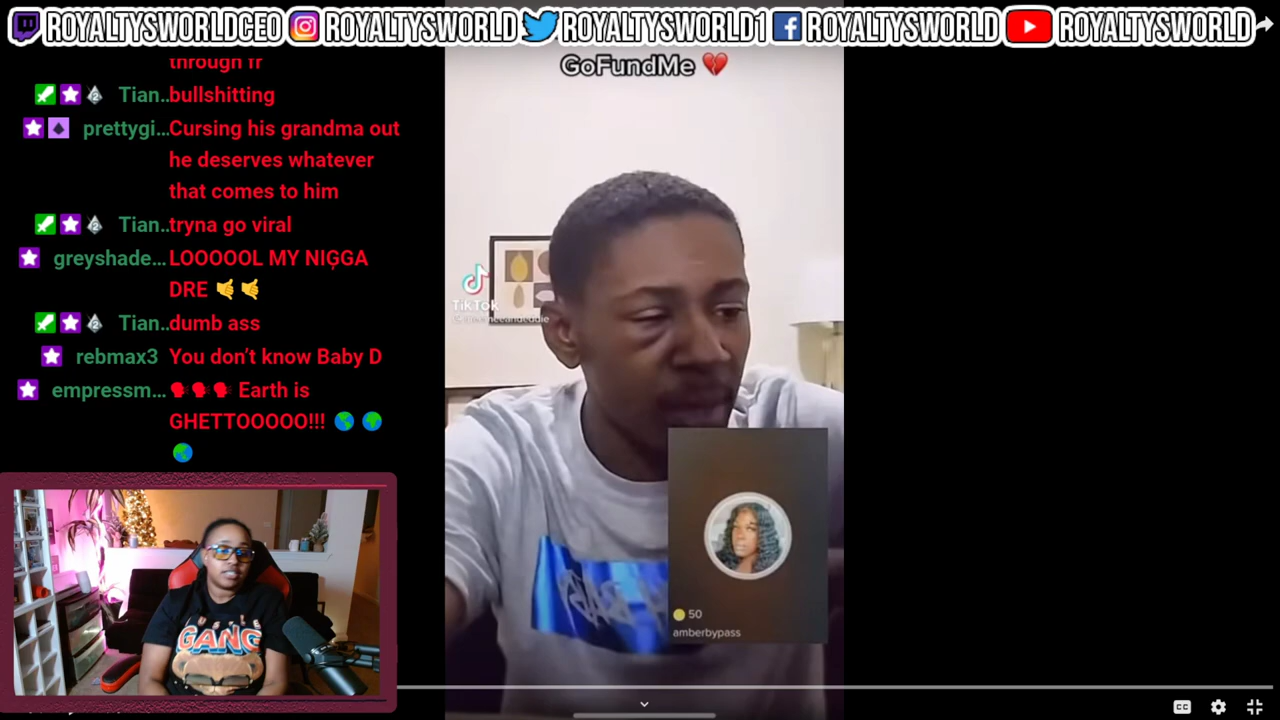 ROYALTYSWORLDCEO ROYALTYSWORLD ROYALTYSWORLD1 ROYALTYSWORLD ROYALTYSWORLD
GoFundMe 💔
through fr
Tian.. bullshitting
prettygi... Cursing his grandma out
he deserves whatever
that comes to him
Tian.. tryna go viral
greyshade... LOOOOOL MY NIĢGA
DRE 🤙🤙
Tian.. dumb ass
rebmax3 You don’t know Baby D
empressm... 🗣🗣🗣 Earth is
GHETTOOOOO!!! 🌎 🌍
🌏
TikTok
GANG
50
amberbypass
CC